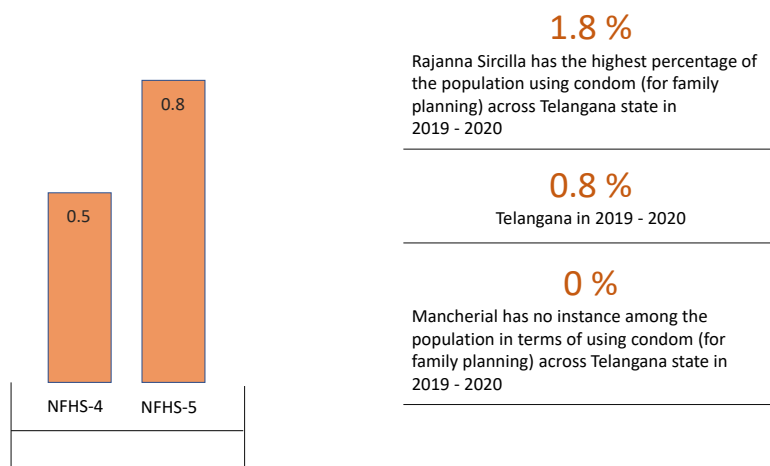 0.8
0.5
NFHS-4
NFHS-5
1.8 %
Rajanna Sircilla has the highest percentage of
the population using condom (for family
planning) across Telangana state in
2019 - 2020
0.8 %
Telangana in 2019 - 2020
0 %
Mancherial has no instance among the
population in terms of using condom (for
family planning) across Telangana state in
2019 - 2020